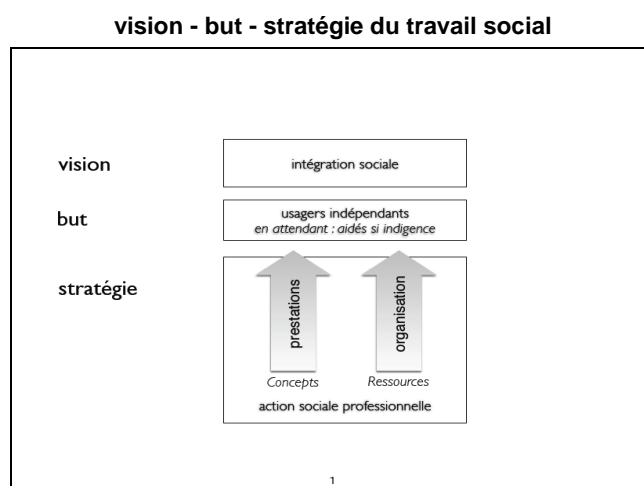 vision - but - stratégie du travail social
vision
intégration sociale
but
usagers indépendants
en attendant : aidés si indigence
stratégie
prestations
organisation
Concepts
Ressources
action sociale professionnelle
1